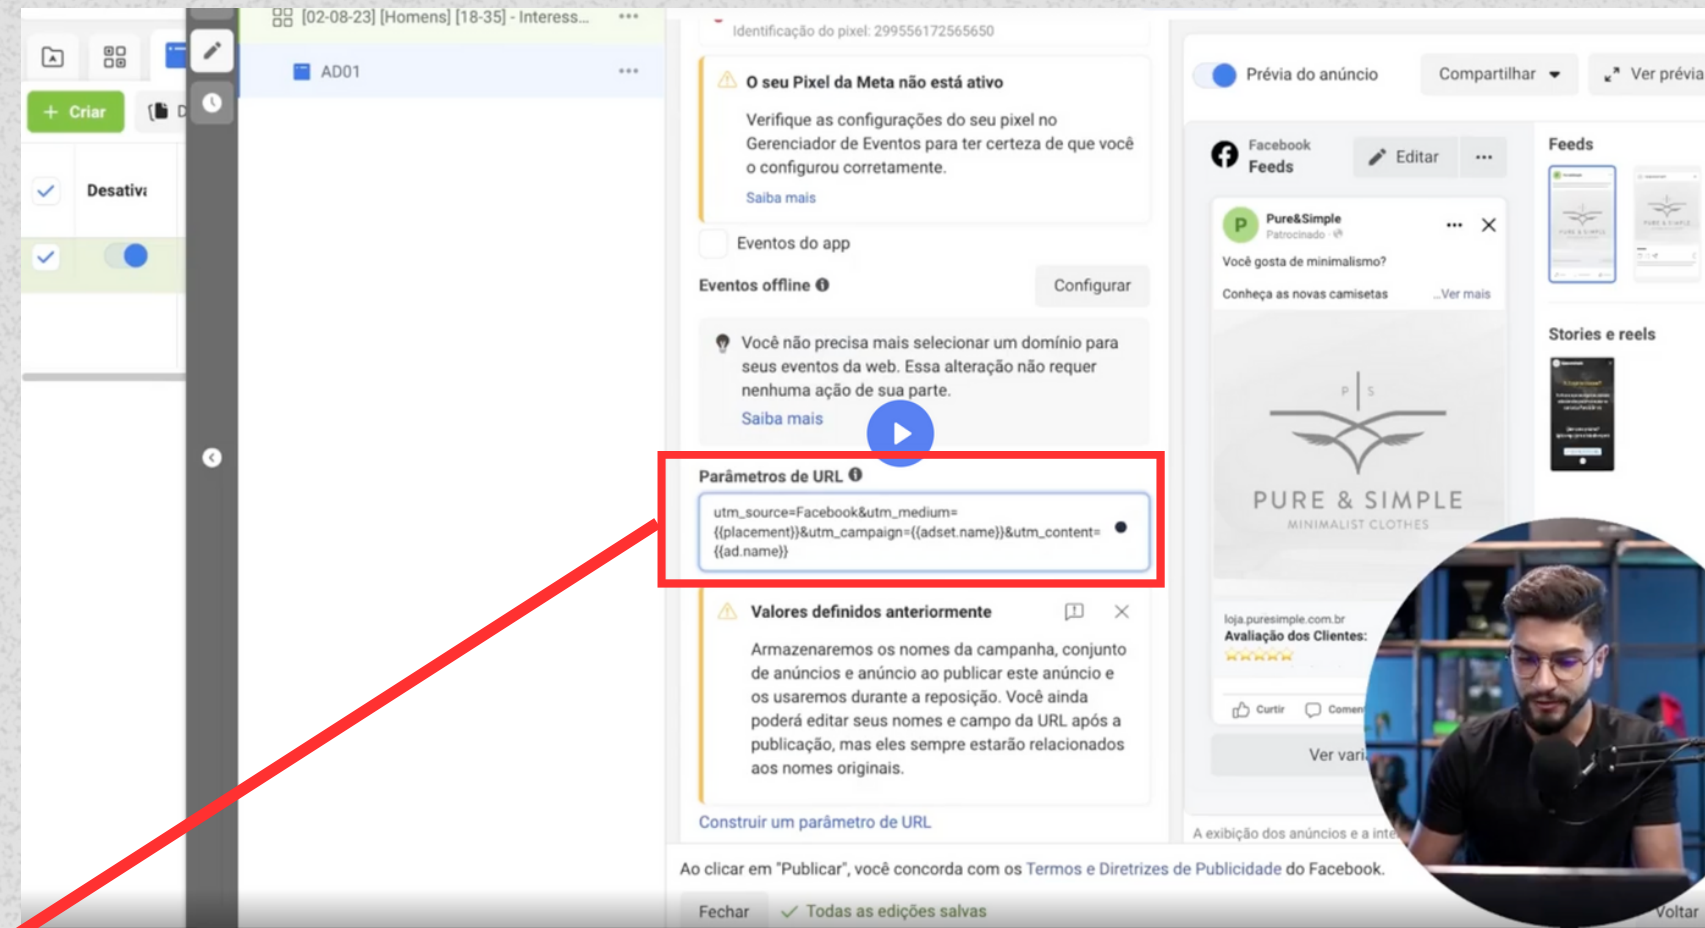 [02-08-23] [Homens] [18-35] - Interess...
AD01
+ Criar
D
Desativa
Identificação do pixel: 299556172565650
O seu Pixel da Meta não está ativo
Verifique as configurações do seu pixel no
Gerenciador de Eventos para ter certeza de que você
o configurou corretamente.
Saiba mais
Eventos do app
Eventos offline
Configurar
Você não precisa mais selecionar um domínio para
seus eventos da web. Essa alteração não requer
nenhuma ação de sua parte.
Saiba mais
Parâmetros de URL
utm_source=Facebook&utm_medium=
{{placement}}&utm_campaign={{adset.name}}&utm_content=
{{ad.name}}
Valores definidos anteriormente
Armazenaremos os nomes da campanha, conjunto
de anúncios e anúncio ao publicar este anúncio e
os usaremos durante a reposição. Você ainda
poderá editar seus nomes e campo da URL após a
publicação, mas eles sempre estarão relacionados
aos nomes originais.
Construir um parâmetro de URL
Ao clicar em "Publicar", você concorda com os Termos e Diretrizes de Publicidade do Facebook.
Fechar
Todas as edições salvas
Voltar
Prévia do anúncio
Compartilhar
Ver prévia
Facebook
Feeds
Editar
P
Pure&Simple
Patrocinado
Você gosta de minimalismo?
Conheça as novas camisetas ...Ver mais
P S
PURE & SIMPLE
MINIMALIST CLOTHES
loja.puresimple.com.br
Avaliação dos Clientes:
Curtir
Comen
Ver vari
A exibição dos anúncios e a inte
Feeds
Stories e reels